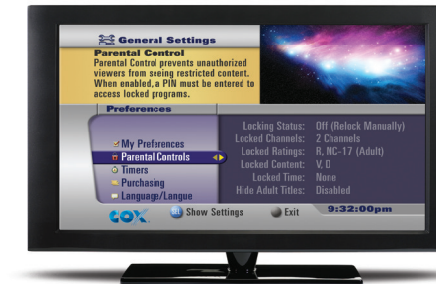 General Settings
Parental Control
Parental Control prevents unauthorized
viewers from seeing restricted content.
When enabled, a PIN must be entered to
access locked programs.
Preferences
My Preferences
Parental Controls
Timers
Purchasing
Language/Langue
Locking Status: Off (Relock Manually)
Locked Channels: 2 Channels
Locked Ratings: R, NC-17 (Adult)
Locked Content: V, D
Locked Time: None
Hide Adult Titles: Disabled
COX
SEL Show Settings
Exit
9:32:00pm